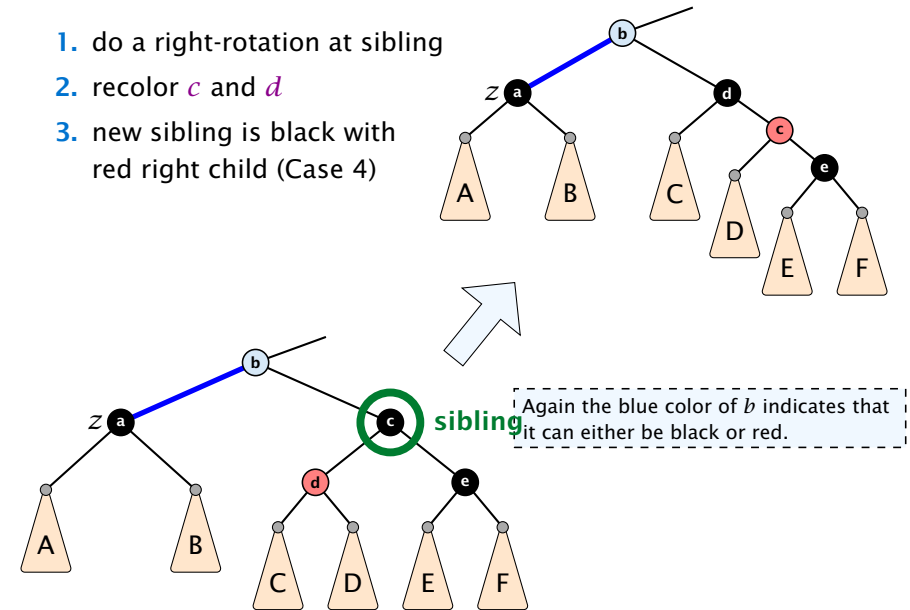 1. do a right-rotation at sibling
2. recolor c and d
3. new sibling is black with
red right child (Case 4)
b
z a
d
c
e
A
B
C
D
E
F
b
z a
c
sibling
Again the blue color of b indicates that
it can either be black or red.
d
e
A
B
C
D
E
F